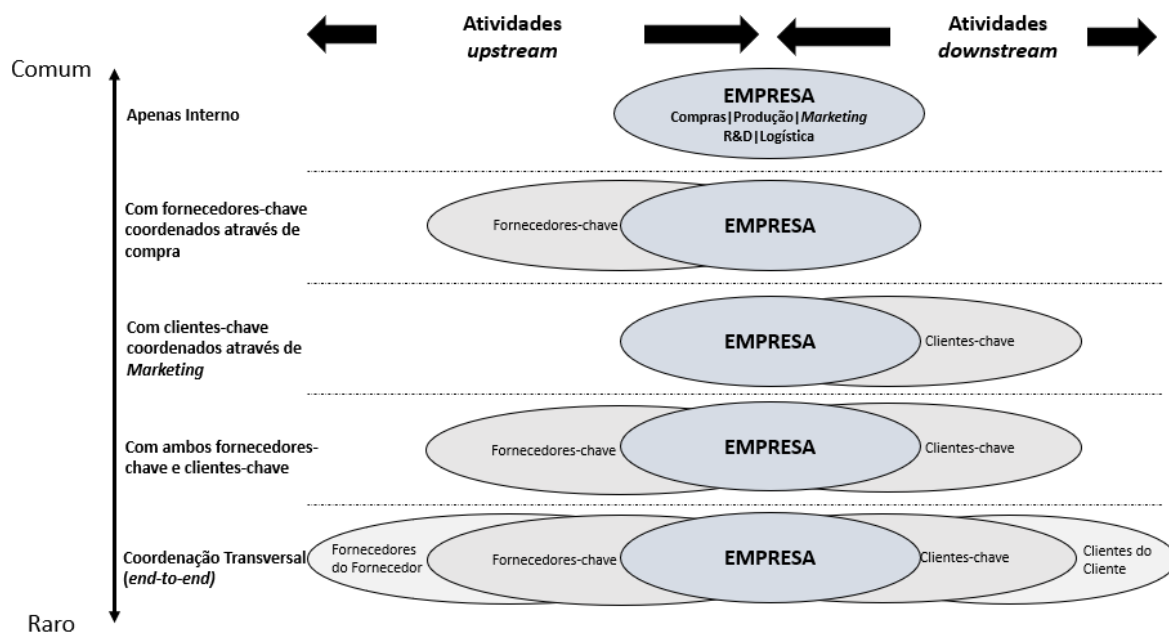 Atividades
upstream
Atividades
downstream
Comum
Apenas Interno
EMPRESA
Compras|Produção|Marketing
R&D|Logística
Com fornecedores-chave
coordenados através de
compra
Fornecedores-chave
EMPRESA
Com clientes-chave
coordenados através de
Marketing
EMPRESA
Clientes-chave
Com ambos fornecedores-
chave e clientes-chave
Fornecedores-chave
EMPRESA
Clientes-chave
Coordenação Transversal
(end-to-end)
Fornecedores
do Fornecedor
Fornecedores-chave
EMPRESA
Clientes-chave
Clientes do
Cliente
Raro